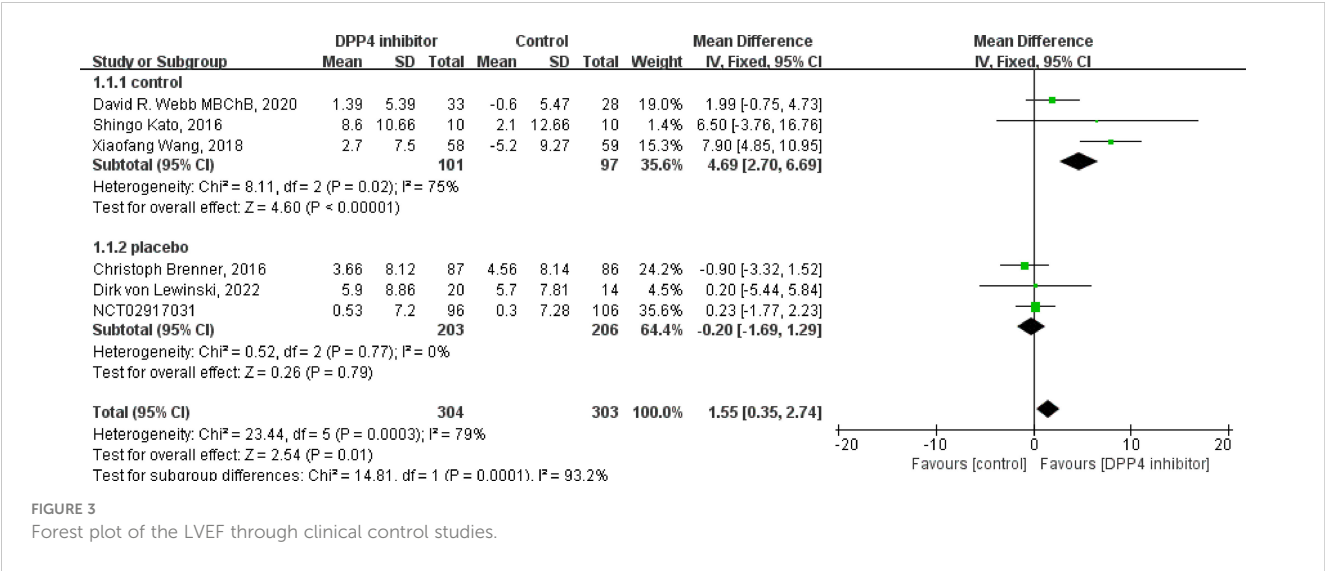 DPP4 inhibitor Control Mean Difference Mean Difference
Study or Subgroup Mean SD Total Mean SD Total Weight IV, Fixed, 95% CI IV, Fixed, 95% CI
1.1.1 control
David R. Webb MBChB, 2020 1.39 5.39 33 -0.6 5.47 28 19.0% 1.99 [-0.75, 4.73]
Shingo Kato, 2016 8.6 10.66 10 2.1 12.66 10 1.4% 6.50 [-3.76, 16.76]
Xiaofang Wang, 2018 2.7 7.5 58 -5.2 9.27 59 15.3% 7.90 [4.85, 10.95]
Subtotal (95% CI) 101 97 35.6% 4.69 [2.70, 6.69]
Heterogeneity: Chi² = 8.11, df = 2 (P = 0.02); I² = 75%
Test for overall effect: Z = 4.60 (P < 0.00001)
1.1.2 placebo
Christoph Brenner, 2016 3.66 8.12 87 4.56 8.14 86 24.2% -0.90 [-3.32, 1.52]
Dirk von Lewinski, 2022 5.9 8.86 20 5.7 7.81 14 4.5% 0.20 [-5.44, 5.84]
NCT02917031 0.53 7.2 96 0.3 7.28 106 35.6% 0.23 [-1.77, 2.23]
Subtotal (95% CI) 203 206 64.4% -0.20 [-1.69, 1.29]
Heterogeneity: Chi² = 0.52, df = 2 (P = 0.77); I² = 0%
Test for overall effect: Z = 0.26 (P = 0.79)
Total (95% CI) 304 303 100.0% 1.55 [0.35, 2.74]
Heterogeneity: Chi² = 23.44, df = 5 (P = 0.0003); I² = 79%
Test for overall effect: Z = 2.54 (P = 0.01)
Test for subgroup differences: Chi² = 14.81, df = 1 (P = 0.0001), I² = 93.2%
-20 -10 0 10 20
Favours [control] Favours [DPP4 inhibitor]
FIGURE 3
Forest plot of the LVEF through clinical control studies.